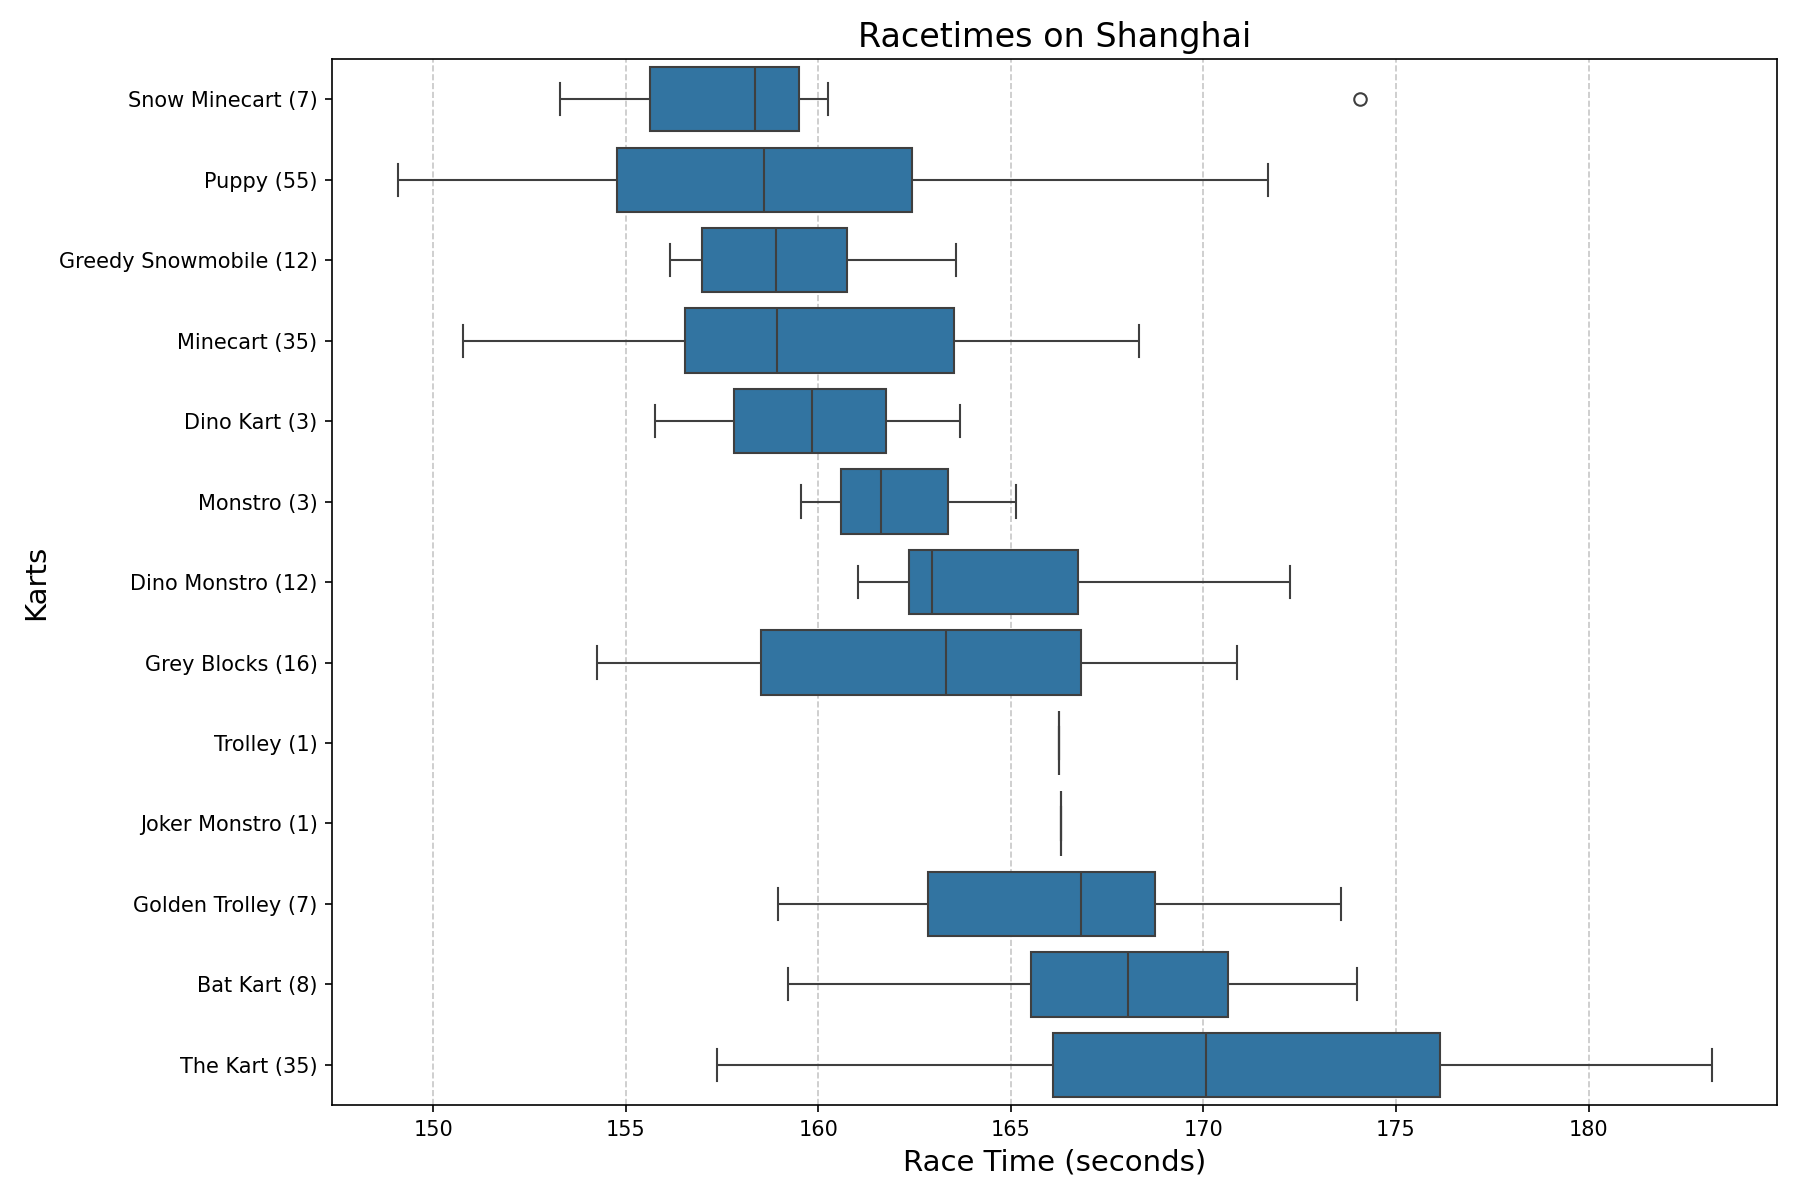 Racetimes on Shanghai
Snow Minecart (7)
Puppy (55)
Greedy Snowmobile (12)
Minecart (35)
Dino Kart (3)
Monstro (3)
Dino Monstro (12)
Grey Blocks (16)
Trolley (1)
Joker Monstro (1)
Golden Trolley (7)
Bat Kart (8)
The Kart (35)
Karts
150 155 160 165 170 175 180
Race Time (seconds)